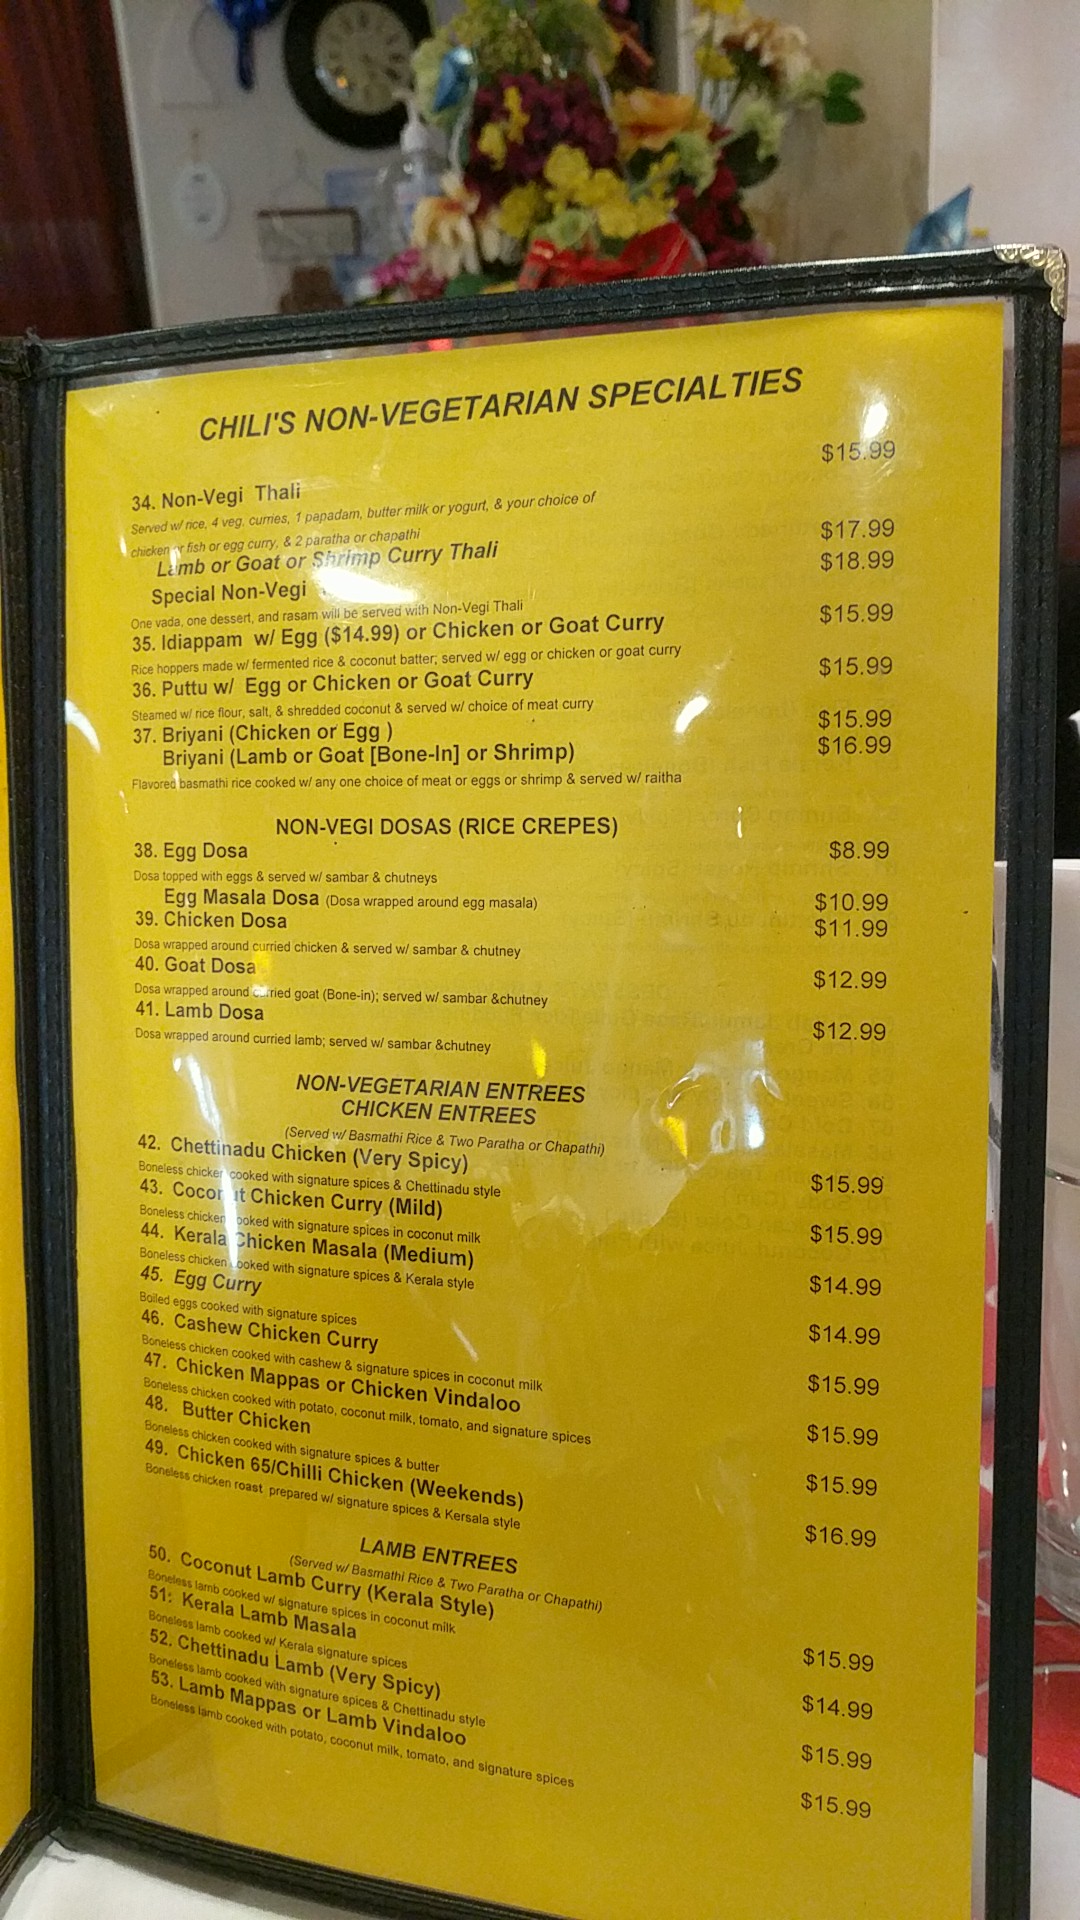 CHILI'S NON-VEGETARIAN SPECIALTIES
34. Non-Vegi Thali $15.99
Served w/ rice, 4 veg. curries, 1 papadam, butter milk or yogurt, & your choice of
chicken or fish or egg curry, & 2 paratha or chapathi
Lamb or Goat or Shrimp Curry Thali $17.99
Special Non-Vegi $18.99
One vada, one dessert, and rasam will be served with Non-Vegi Thali
35. Idiappam w/ Egg ($14.99) or Chicken or Goat Curry $15.99
Rice hoppers made w/ fermented rice & coconut batter; served w/ egg or chicken or goat curry
36. Puttu w/ Egg or Chicken or Goat Curry $15.99
Steamed w/ rice flour, salt, & shredded coconut & served w/ choice of meat curry
37. Briyani (Chicken or Egg ) $15.99
Briyani (Lamb or Goat [Bone-In] or Shrimp) $16.99
Flavored basmathi rice cooked w/ any one choice of meat or eggs or shrimp & served w/ raitha
NON-VEGI DOSAS (RICE CREPES)
38. Egg Dosa $8.99
Dosa topped with eggs & served w/ sambar & chutneys
Egg Masala Dosa (Dosa wrapped around egg masala) $10.99
39. Chicken Dosa $11.99
Dosa wrapped around curried chicken & served w/ sambar & chutney
40. Goat Dosa $12.99
Dosa wrapped around curried goat (Bone-in); served w/ sambar &chutney
41. Lamb Dosa $12.99
Dosa wrapped around curried lamb; served w/ sambar &chutney
NON-VEGETARIAN ENTREES
CHICKEN ENTREES
(Served w/ Basmathi Rice & Two Paratha or Chapathi)
42. Chettinadu Chicken (Very Spicy) $15.99
Boneless chicken cooked with signature spices & Chettinadu style
43. Coconut Chicken Curry (Mild) $15.99
Boneless chicken cooked with signature spices in coconut milk
44. Kerala Chicken Masala (Medium) $14.99
Boneless chicken cooked with signature spices & Kerala style
45. Egg Curry $14.99
Boiled eggs cooked with signature spices
46. Cashew Chicken Curry $15.99
Boneless chicken cooked with cashew & signature spices in coconut milk
47. Chicken Mappas or Chicken Vindaloo $15.99
Boneless chicken cooked with potato, coconut milk, tomato, and signature spices
48. Butter Chicken $15.99
Boneless chicken cooked with signature spices & butter
49. Chicken 65/Chilli Chicken (Weekends) $16.99
Boneless chicken roast prepared w/ signature spices & Kersala style
LAMB ENTREES
(Served w/ Basmathi Rice & Two Paratha or Chapathi)
50. Coconut Lamb Curry (Kerala Style) $15.99
Boneless lamb cooked w/ signature spices in coconut milk
51: Kerala Lamb Masala $14.99
Boneless lamb cooked w/ Kerala signature spices
52. Chettinadu Lamb (Very Spicy) $15.99
Boneless lamb cooked with signature spices & Chettinadu style
53. Lamb Mappas or Lamb Vindaloo $15.99
Boneless lamb cooked with potato, coconut milk, tomato, and signature spices